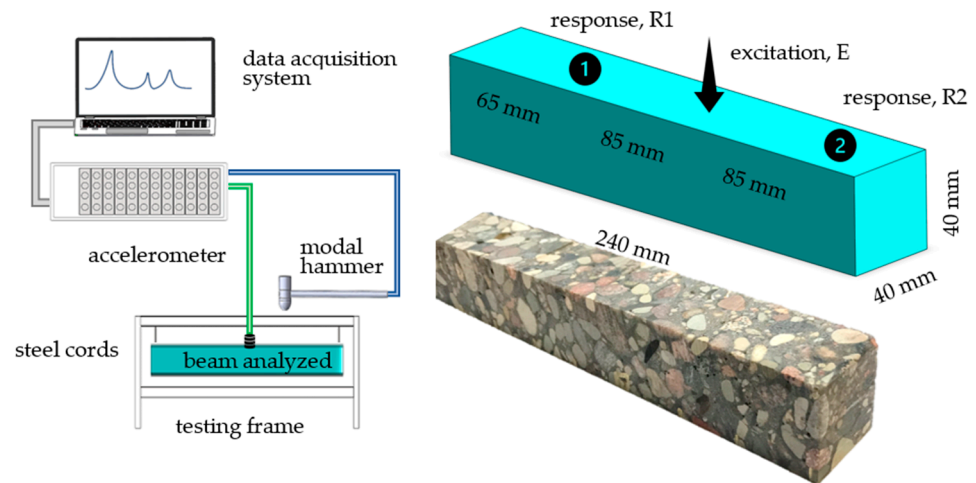 data acquisition
system
accelerometer
modal
hammer
steel cords
beam analyzed
testing frame
response, R1
excitation, E
response, R2
1
2
65 mm
85 mm
85 mm
40 mm
40 mm
240 mm